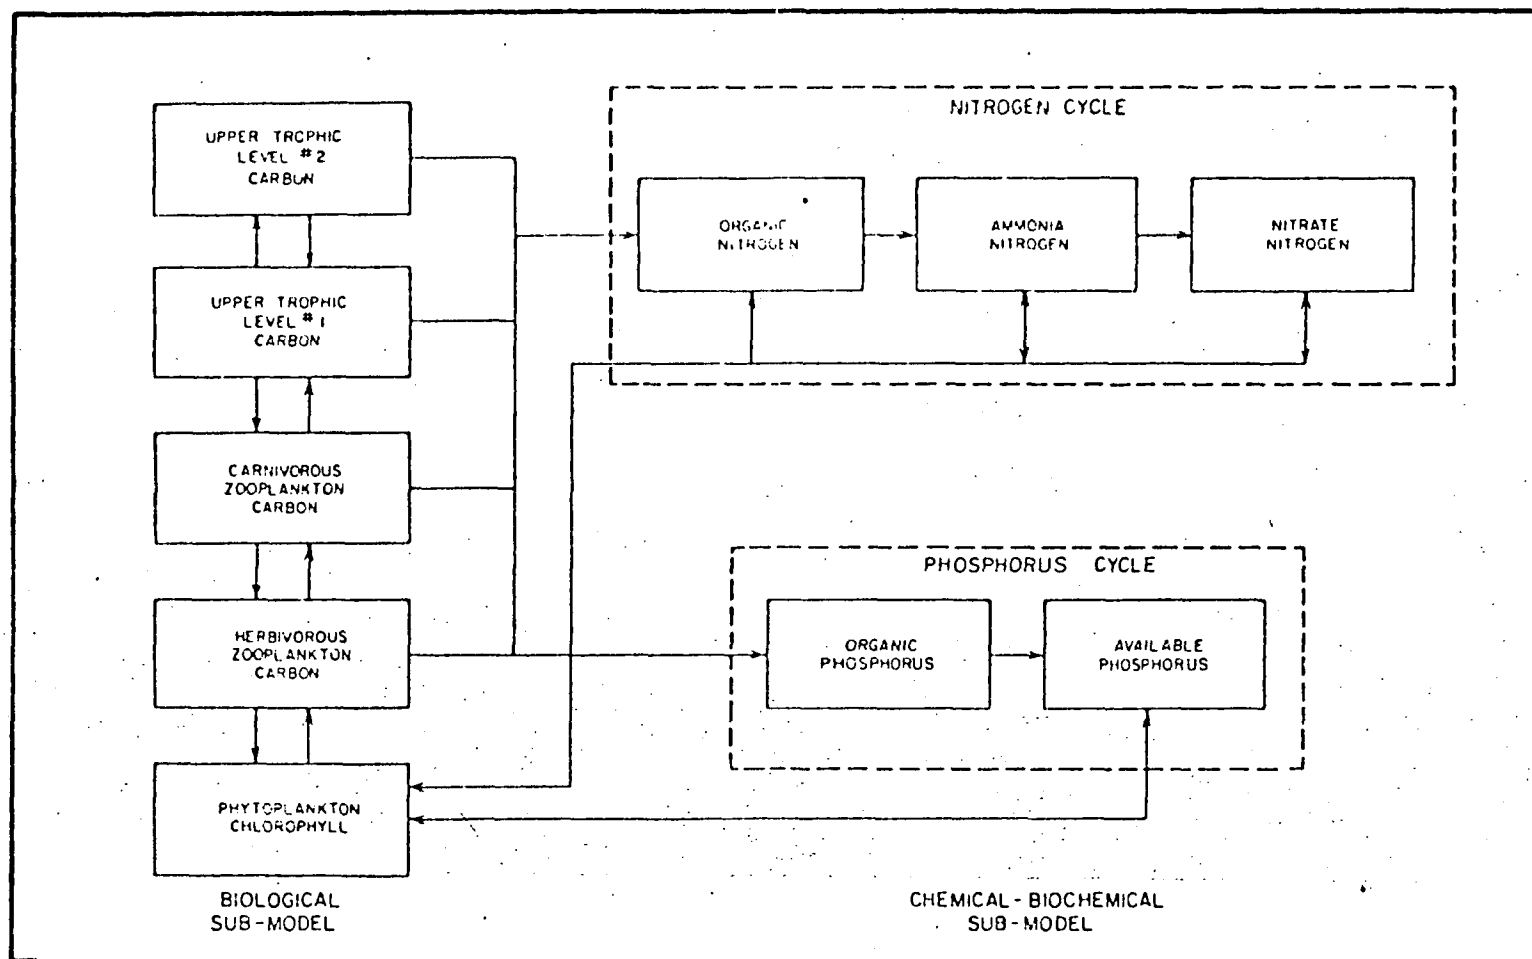 NITROGEN CYCLE
UPPER TROPHIC
LEVEL #2
CARBON
ORGANIC
NITROGEN
AMMONIA
NITROGEN
NITRATE
NITROGEN
UPPER TROPHIC
LEVEL #1
CARBON
CARNIVOROUS
ZOOPLANKTON
CARBON
PHOSPHORUS CYCLE
HERBIVOROUS
ZOOPLANKTON
CARBON
ORGANIC
PHOSPHORUS
AVAILABLE
PHOSPHORUS
PHYTOPLANKTON
CHLOROPHYLL
BIOLOGICAL
SUB-MODEL
CHEMICAL-BIOCHEMICAL
SUB-MODEL